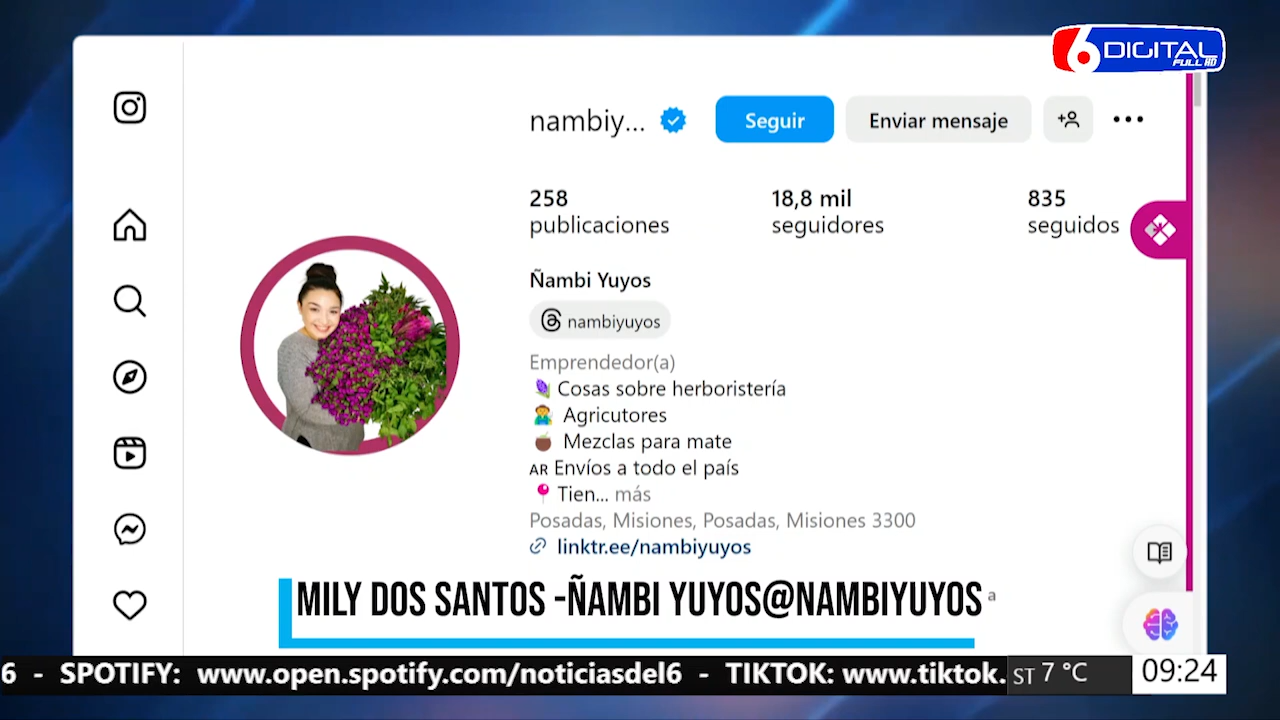 6 DIGITAL
FULL HD
nambiy...
Seguir
Enviar mensaje
258
publicaciones
18,8 mil
seguidores
835
seguidos
Ñambi Yuyos
nambiyuyos
Emprendedor(a)
Cosas sobre herboristería
Agricutores
Mezclas para mate
AR Envíos a todo el país
Tien... más
Posadas, Misiones, Posadas, Misiones 3300
linktr.ee/nambiyuyos
MILY DOS SANTOS -ÑAMBI YUYOS@NAMBIYUYOS
a
6 - SPOTIFY: www.open.spotify.com/noticiasdel6 - TIKTOK: www.tiktok.
ST 7 °C
09:24